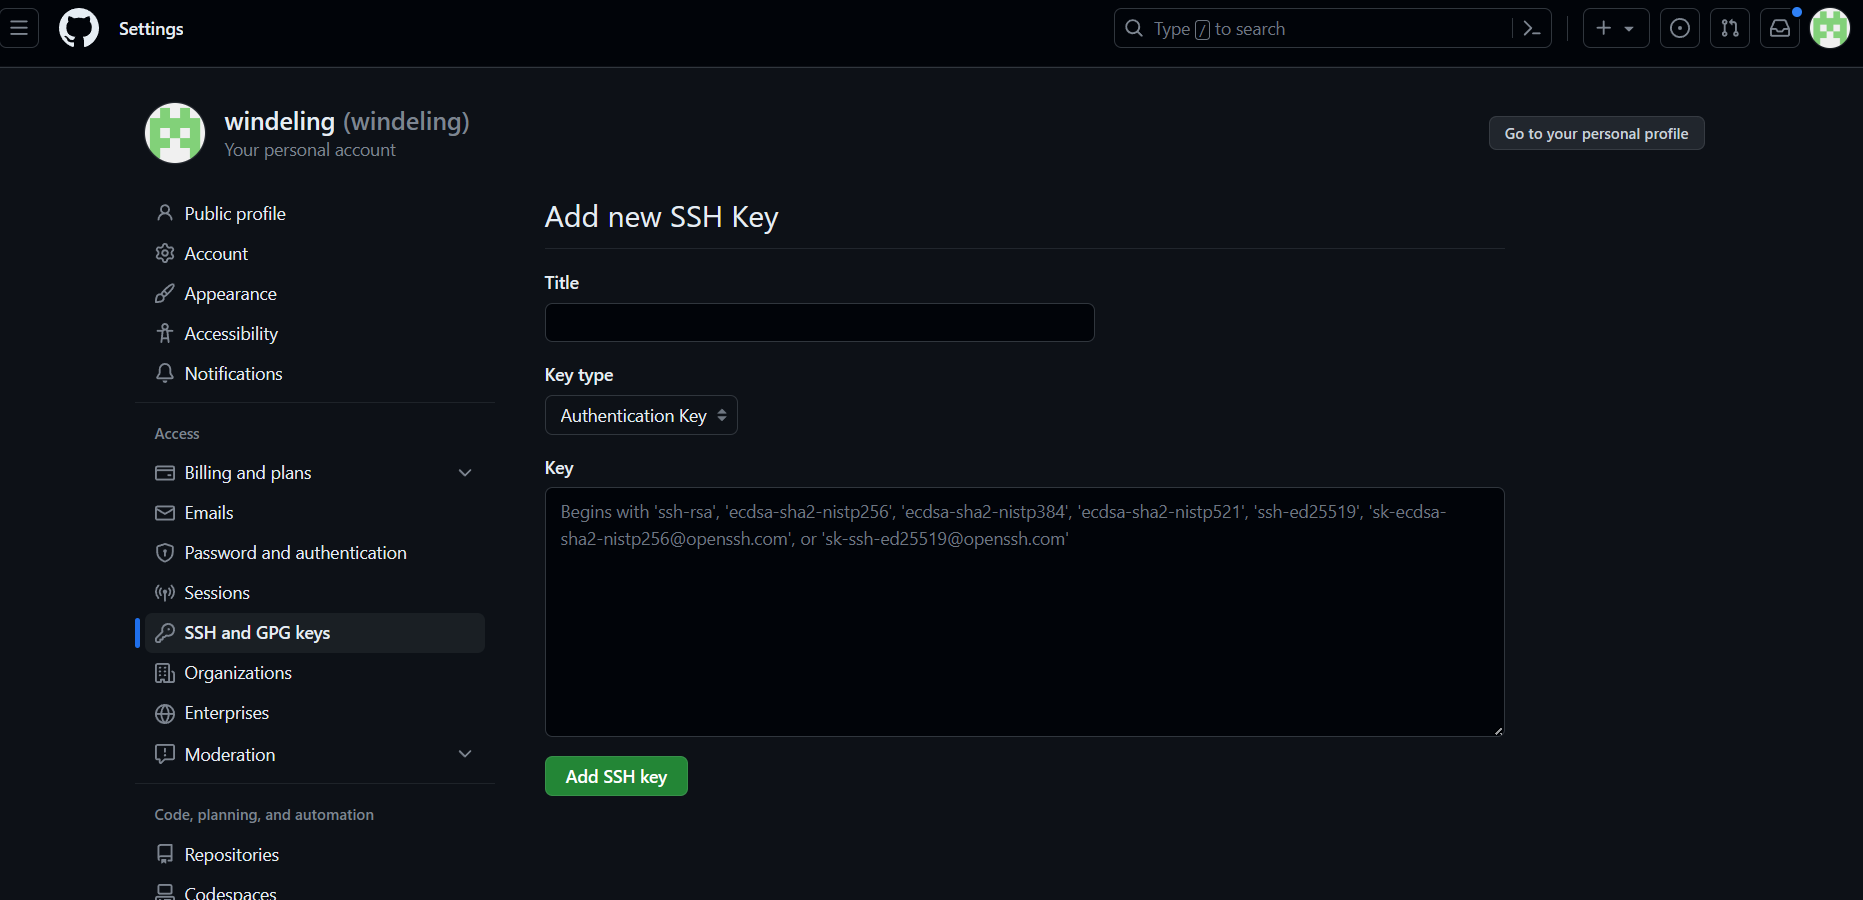 Settings
Type / to search
windeling (windeling)
Your personal account
Go to your personal profile
Public profile
Account
Appearance
Accessibility
Notifications
Access
Billing and plans
Emails
Password and authentication
Sessions
SSH and GPG keys
Organizations
Enterprises
Moderation
Code, planning, and automation
Repositories
Codespaces
Add new SSH Key
Title
Key type
Authentication Key
Key
Begins with 'ssh-rsa', 'ecdsa-sha2-nistp256', 'ecdsa-sha2-nistp384', 'ecdsa-sha2-nistp521', 'ssh-ed25519', 'sk-ecdsa-
sha2-nistp256@openssh.com', or 'sk-ssh-ed25519@openssh.com'
Add SSH key